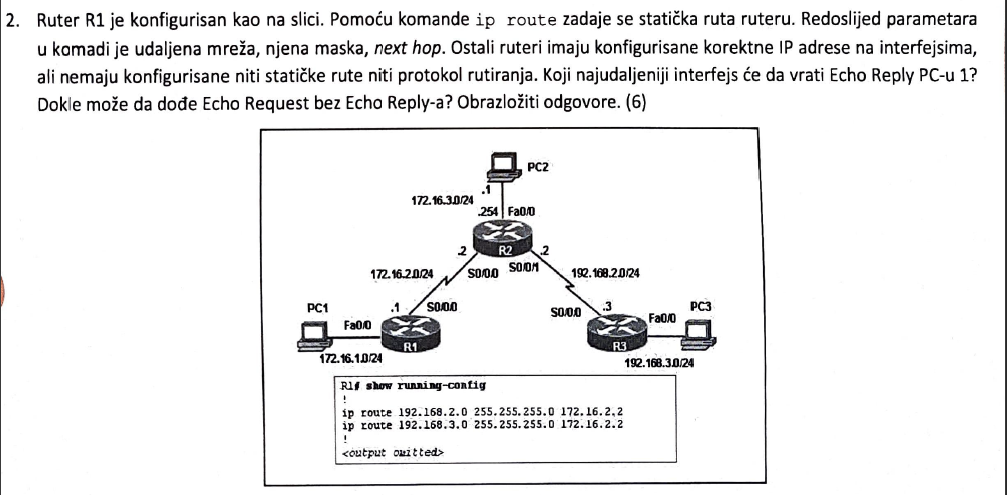 2. Ruter R1 je konfigurisan kao na slici. Pomoću komande ip route zadaje se statička ruta ruteru. Redoslijed parametara
u komadi je udaljena mreža, njena maska, next hop. Ostali ruteri imaju konfigurisane korektne IP adrese na interfejsima,
ali nemaju konfigurisane niti statičke rute niti protokol rutiranja. Koji najudaljeniji interfejs će da vrati Echo Reply PC-u 1?
Dokle može da dođe Echo Request bez Echo Reply-a? Obrazložiti odgovore. (6)
PC2
.1
172.16.3.0/24
.254 Fa0/0
.2 R2 .2
172.16.2.0/24 S0/0/0 S0/0/1 192.168.2.0/24
PC1 .1 S0/0/0 S0/0/0 .3 PC3
Fa0/0 Fa0/0
R1 R3
172.16.1.0/24 192.168.3.0/24
R1# show running-config
!
ip route 192.168.2.0 255.255.255.0 172.16.2.2
ip route 192.168.3.0 255.255.255.0 172.16.2.2
!
<output omitted>